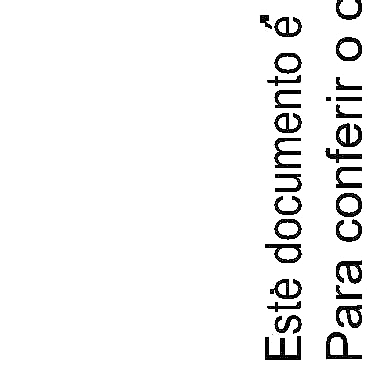 Este documento é
Para conferir o